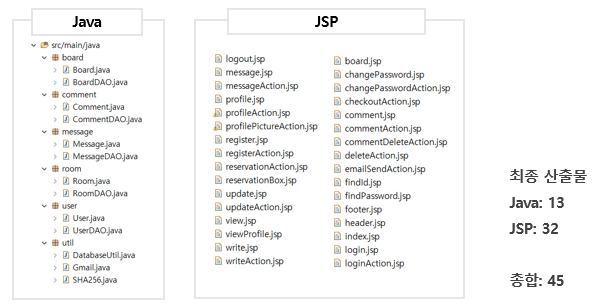 Java
src/main/java
board
Board.java
BoardDAO.java
comment
Comment.java
CommentDAO.java
message
Message.java
MessageDAO.java
room
Room.java
RoomDAO.java
user
User.java
UserDAO.java
util
DatabaseUtil.java
Gmail.java
SHA256.java
JSP
logout.jsp
message.jsp
messageAction.jsp
profile.jsp
profileAction.jsp
profilePictureAction.jsp
register.jsp
registerAction.jsp
reservationAction.jsp
reservationBox.jsp
update.jsp
updateAction.jsp
view.jsp
viewProfile.jsp
write.jsp
writeAction.jsp
board.jsp
changePassword.jsp
changePasswordAction.jsp
checkoutAction.jsp
comment.jsp
commentAction.jsp
commentDeleteAction.jsp
deleteAction.jsp
emailSendAction.jsp
findId.jsp
findPassword.jsp
footer.jsp
header.jsp
index.jsp
login.jsp
loginAction.jsp
최종 산출물
Java: 13
JSP: 32
종합: 45